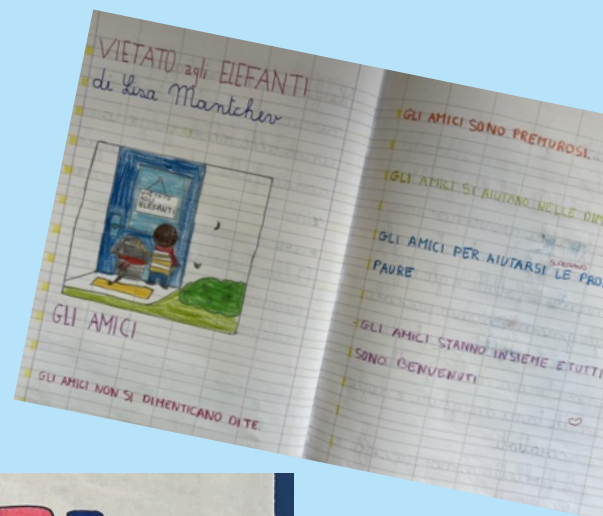 VIETATO agli ELEFANTI
di Lisa Mantchev
VIETATO
AGLI
ELEFANTI
GLI AMICI
GLI AMICI NON SI DIMENTICANO DI TE.
GLI AMICI SONO PREMUROSI.
GLI AMICI SI AIUTANO NELLE
GLI AMICI PER AIUTARSI SUPERANO LE
PAURE
GLI AMICI STANNO INSIEME E TUTTI
SONO BENVENUTI